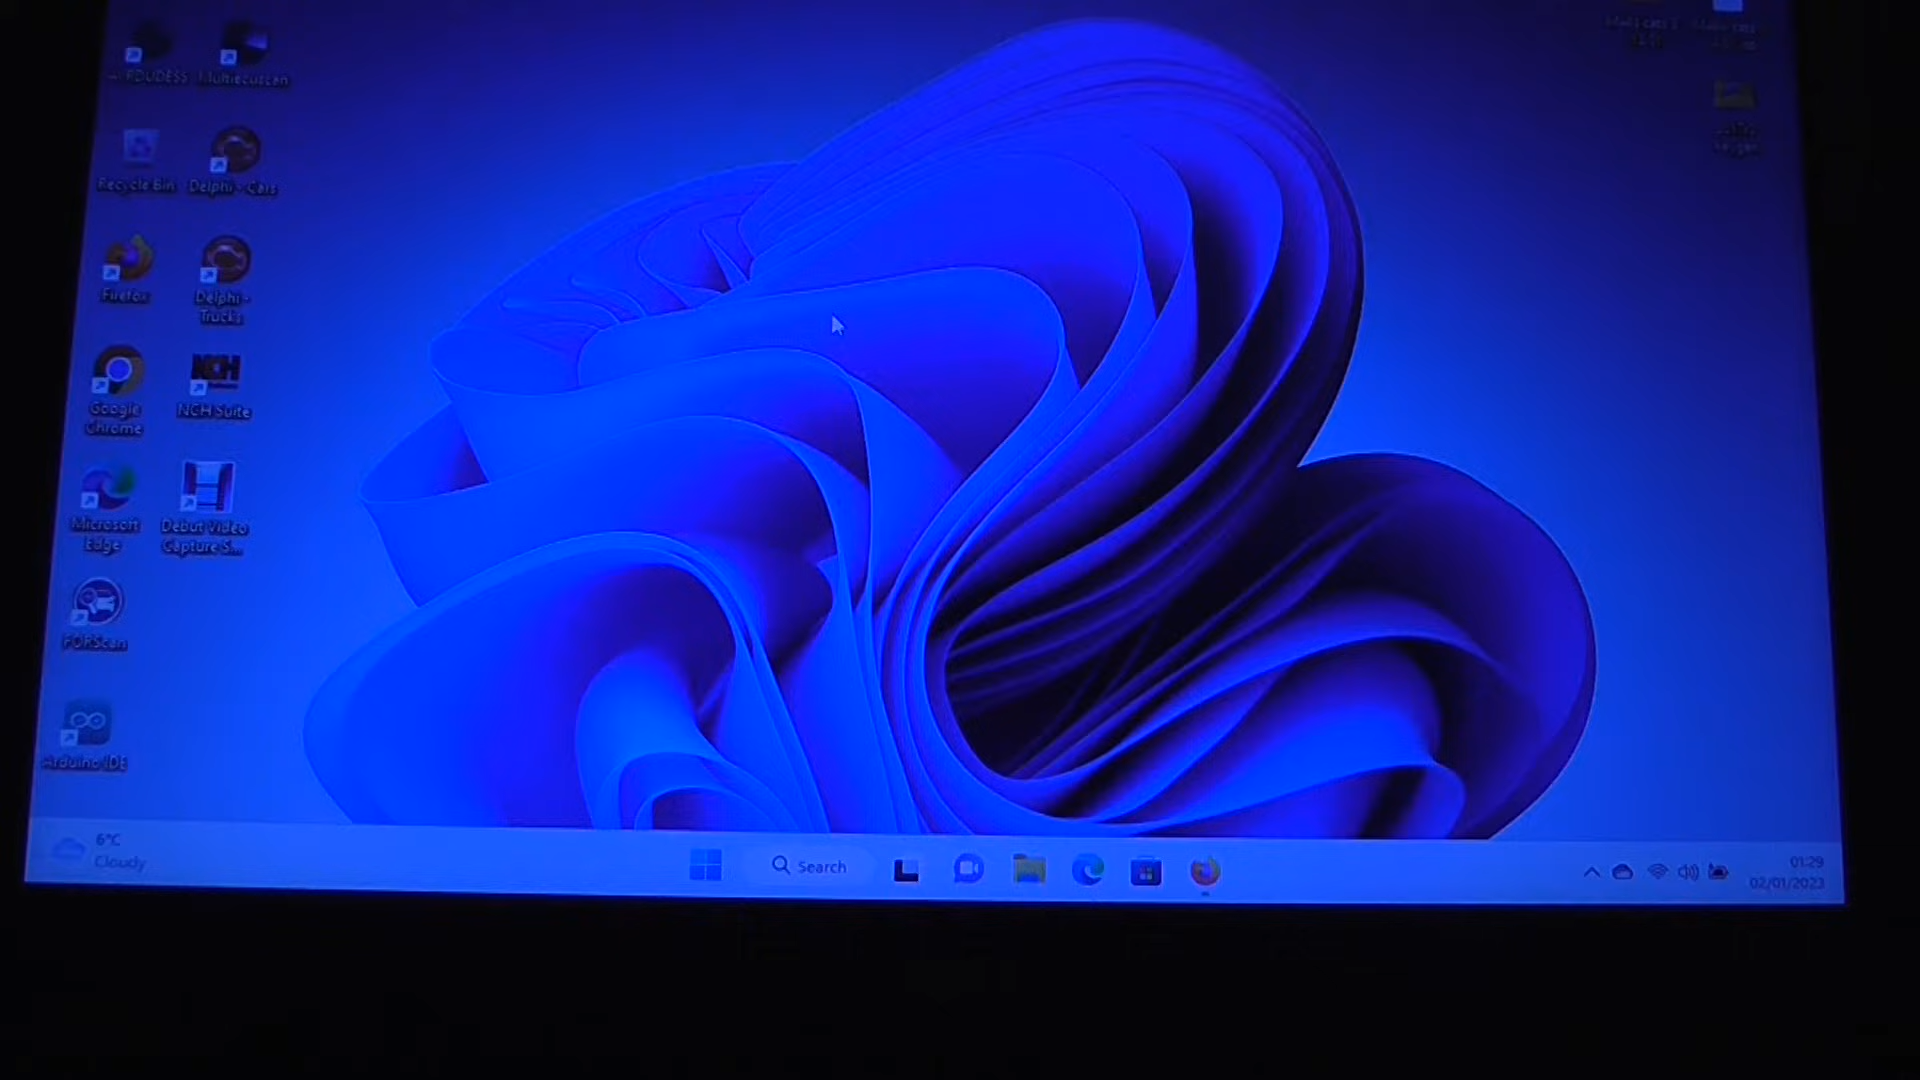 Multiecuscan
Recycle Bin
Delphi - Cars
Firefox
Delphi -
Trucks
Google
Chrome
NCH
NCH Suite
Microsoft
Edge
Debut Video
Capture S...
FORScan
Arduino IDE
6°C
Cloudy
Search
01:29
02/01/2023